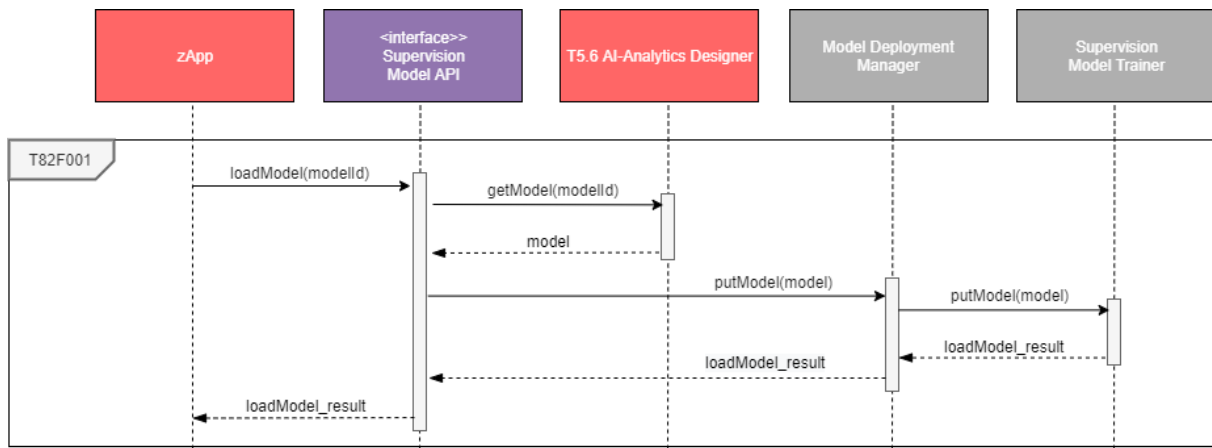 zApp
<interface>>
Supervision
Model API
T5.6 AI-Analytics Designer
Model Deployment
Manager
Supervision
Model Trainer
T82F001
loadModel(modelId)
getModel(modelId)
model
putModel(model)
putModel(model)
loadModel_result
loadModel_result
loadModel_result